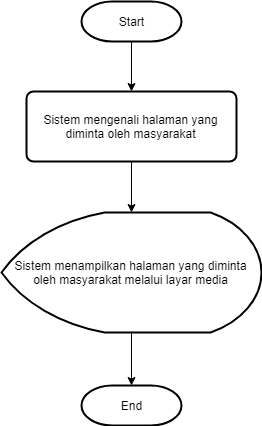 Start
Sistem mengenali halaman yang
diminta oleh masyarakat
Sistem menampilkan halaman yang diminta
oleh masyarakat melalui layar media
End